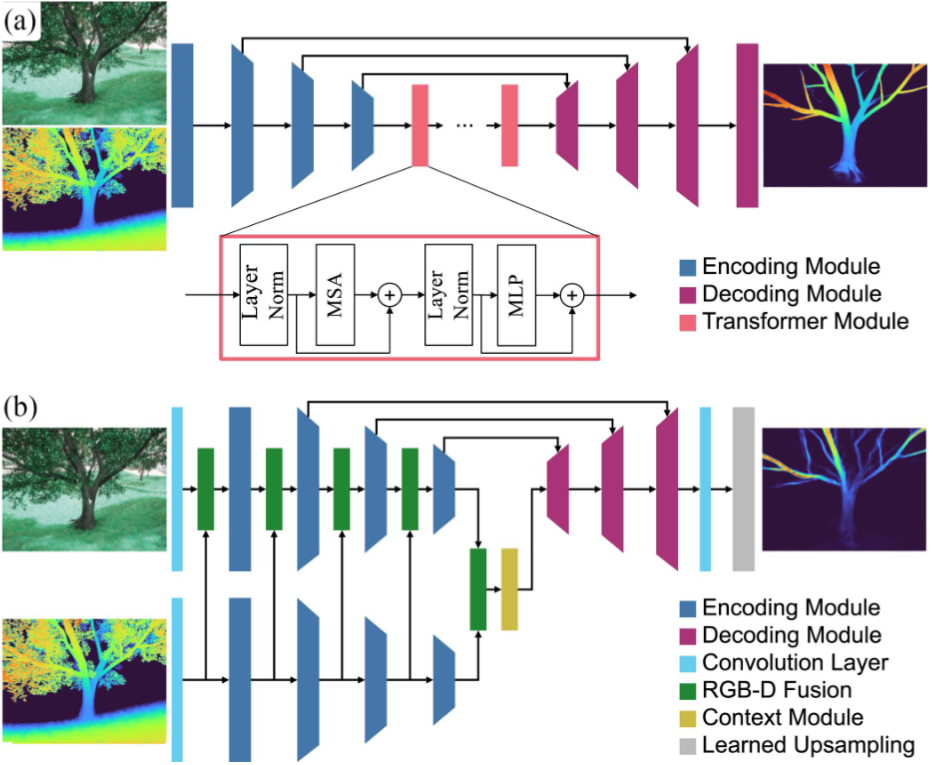 (a)
...
Layer
Norm
MSA
+
Layer
Norm
MLP
+
Encoding Module
Decoding Module
Transformer Module
(b)
Encoding Module
Decoding Module
Convolution Layer
RGB-D Fusion
Context Module
Learned Upsampling